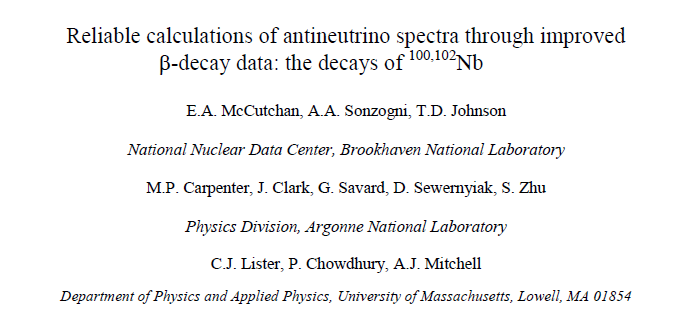 Reliable calculations of antineutrino spectra through improved
β-decay data: the decays of ¹⁰⁰,¹⁰²Nb
E.A. McCutchan, A.A. Sonzogni, T.D. Johnson
National Nuclear Data Center, Brookhaven National Laboratory
M.P. Carpenter, J. Clark, G. Savard, D. Sewernyiak, S. Zhu
Physics Division, Argonne National Laboratory
C.J. Lister, P. Chowdhury, A.J. Mitchell
Department of Physics and Applied Physics, University of Massachusetts, Lowell, MA 01854